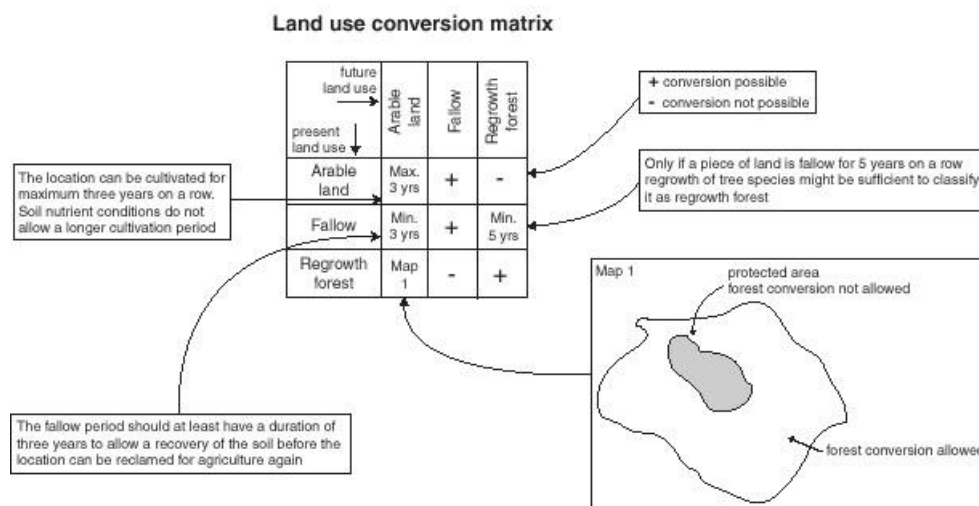 Land use conversion matrix
future
land use
present
land use
Arable
land
Fallow
Regrowth
forest
Arable
land
Max.
3 yrs
+
-
Fallow
Min.
3 yrs
+
Min.
5 yrs
Regrowth
forest
Map
1
-
+
+ conversion possible
- conversion not possible
The location can be cultivated for
maximum three years on a row.
Soil nutrient conditions do not
allow a longer cultivation period
Only if a piece of land is fallow for 5 years on a row
regrowth of tree species might be sufficient to classify
it as regrowth forest
Map 1
protected area
forest conversion not allowed
forest conversion allowed
The fallow period should at least have a duration of
three years to allow a recovery of the soil before the
location can be reclamed for agriculture again